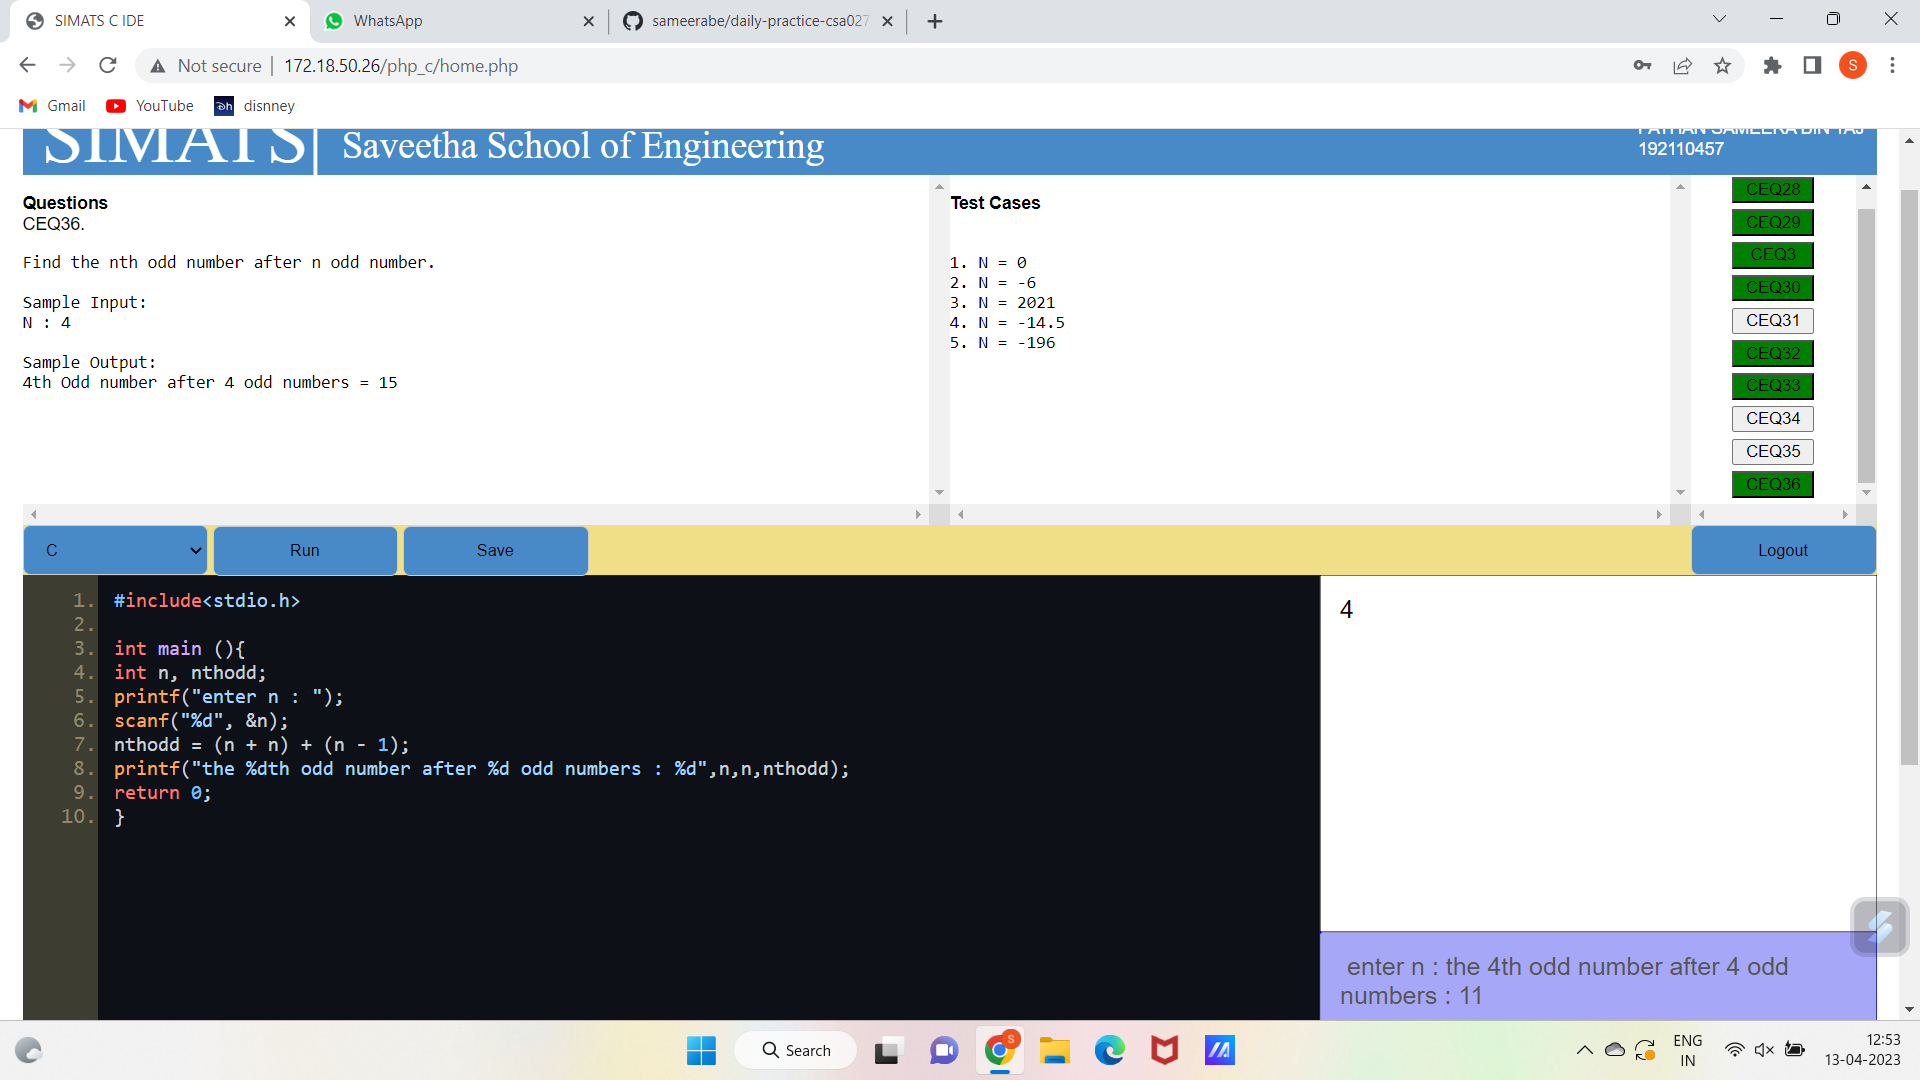 SIMATS C IDE
WhatsApp
sameerabe/daily-practice-csa027
Not secure
172.18.50.26/php_c/home.php
S
Gmail
YouTube
disnney
SIMATS
Saveetha School of Engineering
PATHAN SAMEERA BIN TAJ
192110457
Questions
CEQ36.
Find the nth odd number after n odd number.
Sample Input:
N : 4
Sample Output:
4th Odd number after 4 odd numbers = 15
Test Cases
1. N = 0
2. N = -6
3. N = 2021
4. N = -14.5
5. N = -196
CEQ28
CEQ29
CEQ3
CEQ30
CEQ31
CEQ32
CEQ33
CEQ34
CEQ35
CEQ36
C
Run
Save
Logout
1. #include<stdio.h>
2.
3. int main (){
4. int n, nthodd;
5. printf("enter n : ");
6. scanf("%d", &n);
7. nthodd = (n + n) + (n - 1);
8. printf("the %dth odd number after %d odd numbers : %d",n,n,nthodd);
9. return 0;
10. }
4
enter n : the 4th odd number after 4 odd
numbers : 11
Search
S
ENG
IN
12:53
13-04-2023